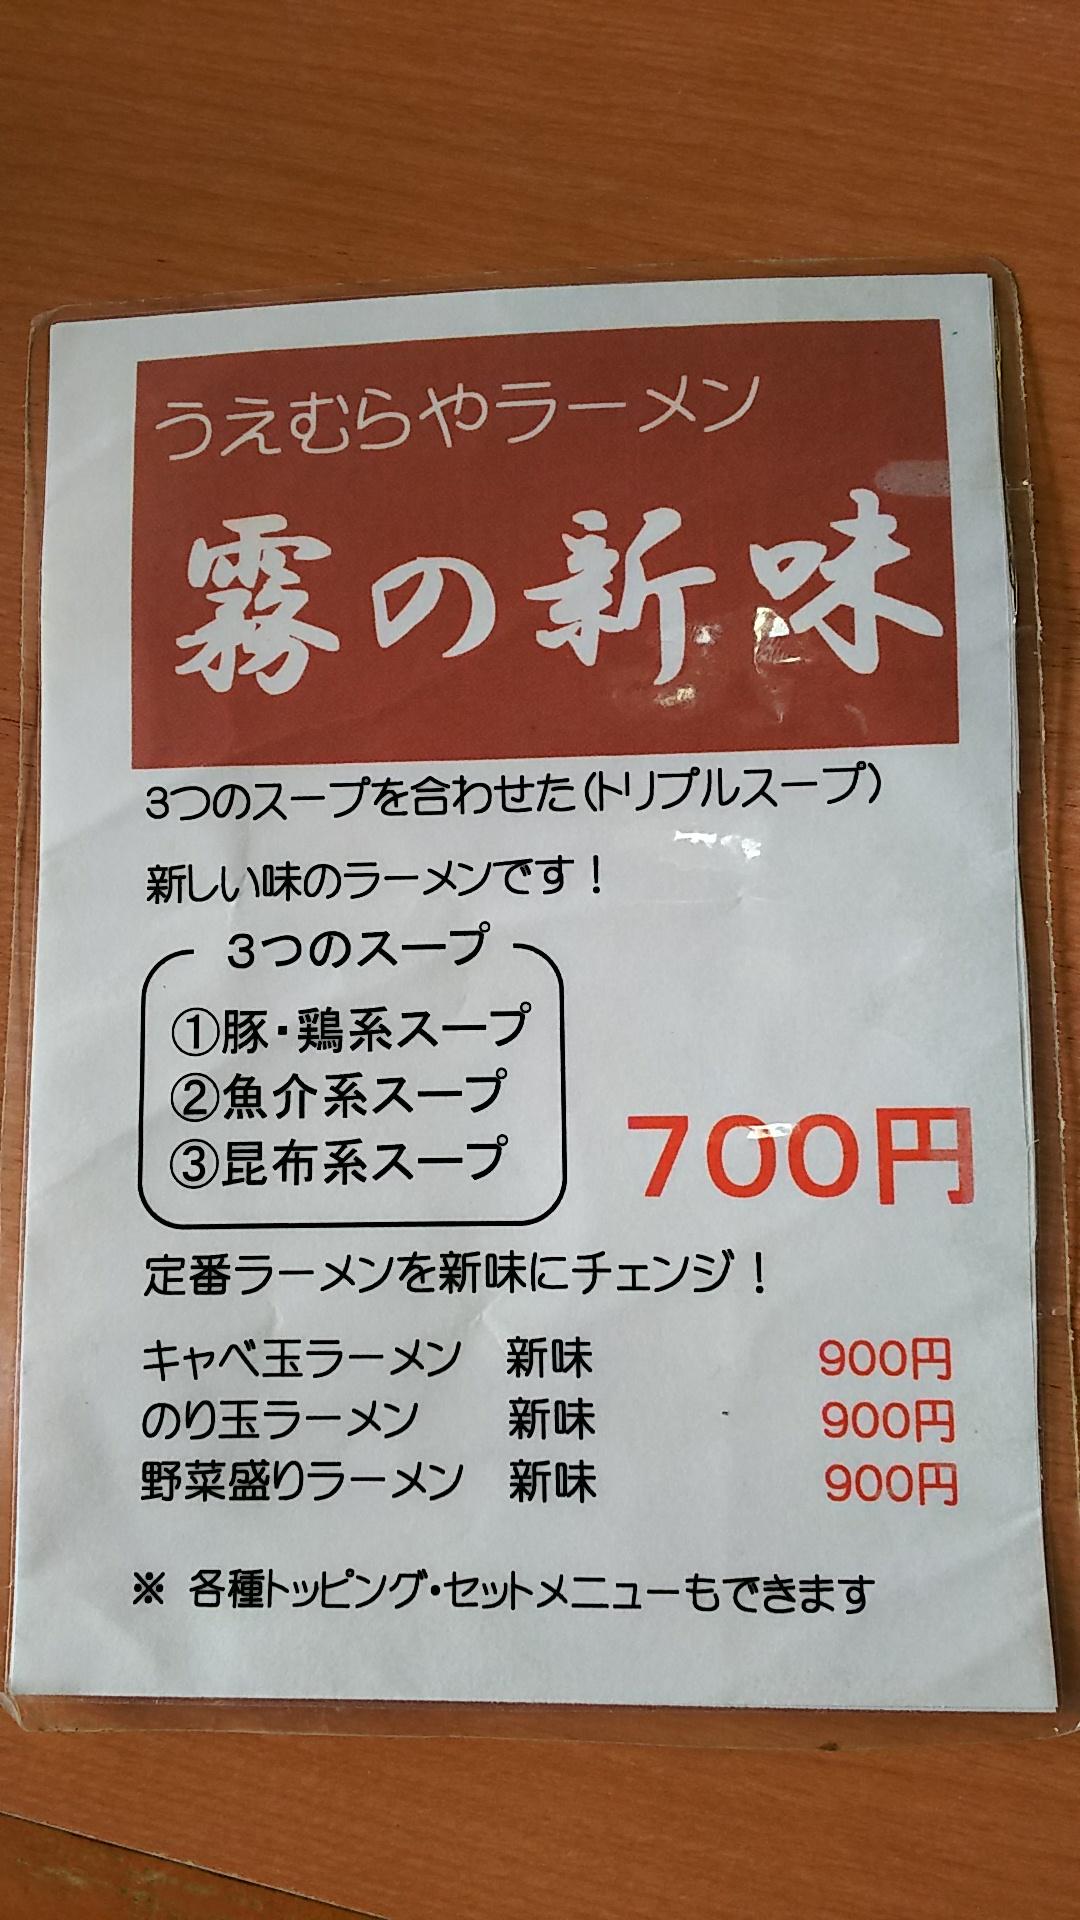 うえむらやラーメン
霧の新味
3つのスープを合わせた(トリプルスープ)
新しい味のラーメンです！
3つのスープ
①豚・鶏系スープ
②魚介系スープ
③昆布系スープ
700円
定番ラーメンを新味にチェンジ！
キャベ玉ラーメン 新味 900円
のり玉ラーメン 新味 900円
野菜盛りラーメン 新味 900円
※ 各種トッピング・セットメニューもできます